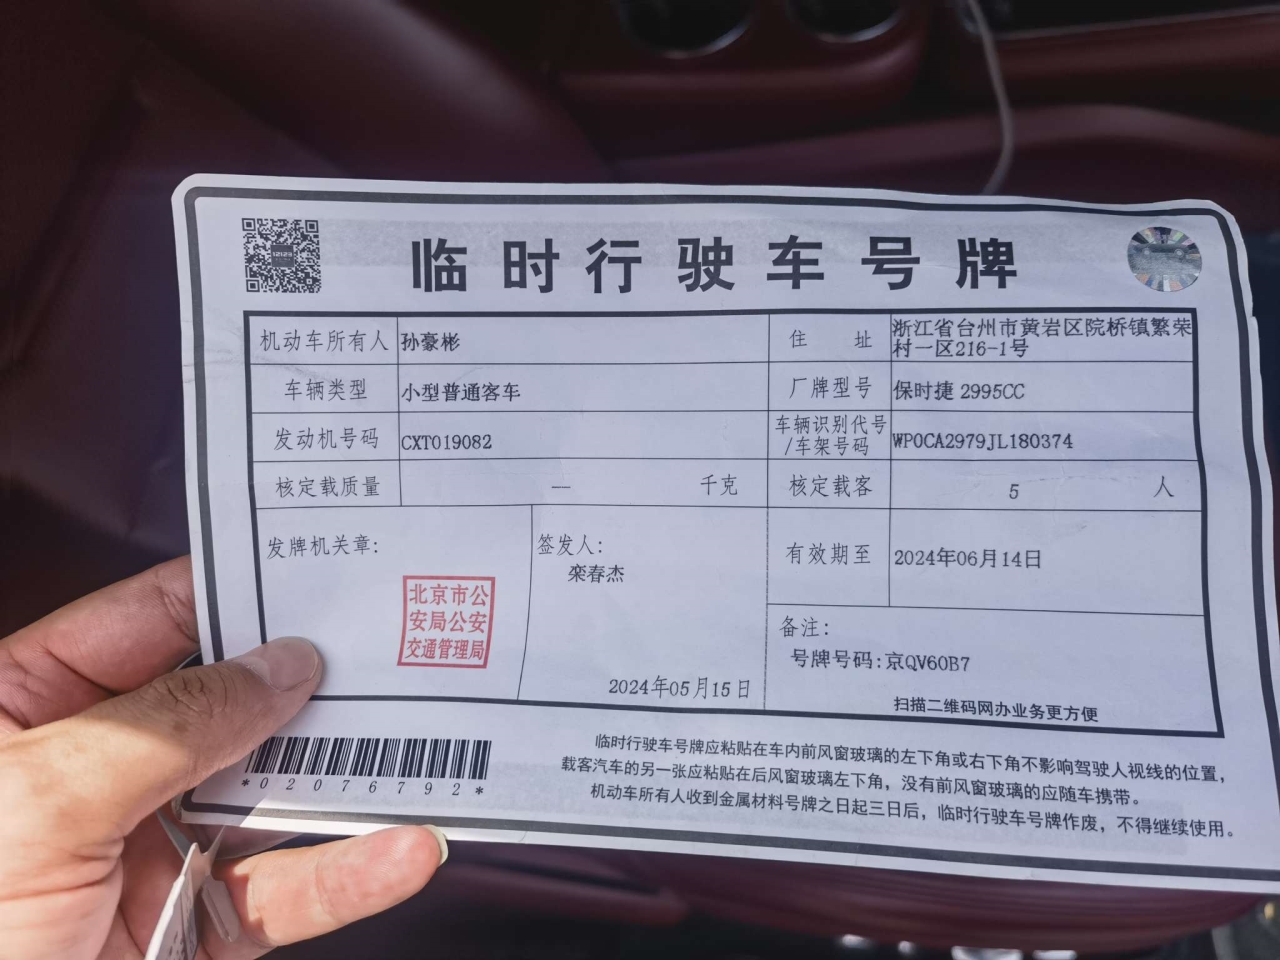 临时行驶车号牌
机动车所有人 孙豪彬 住 址 浙江省台州市黄岩区院桥镇繁荣
村一区216-1号
车辆类型 小型普通客车 厂牌型号 保时捷 2995CC
发动机号码 CXT019082 车辆识别代号
/车架号码 WP0CA2979JL180374
核定载质量 — 千克 核定载客 5 人
发牌机关章:
北京市公
安局公安
交通管理局
签发人:
栾春杰
2024年05月15日
有效期至 2024年06月14日
备注:
号牌号码:京QV60B7
扫描二维码网办业务更方便
*02076792*
临时行驶车号牌应粘贴在车内前风窗玻璃的左下角或右下角不影响驾驶人视线的位置,
载客汽车的另一张应粘贴在后风窗玻璃左下角,没有前风窗玻璃的应随车携带。
机动车所有人收到金属材料号牌之日起三日后,临时行驶车号牌作废,不得继续使用。